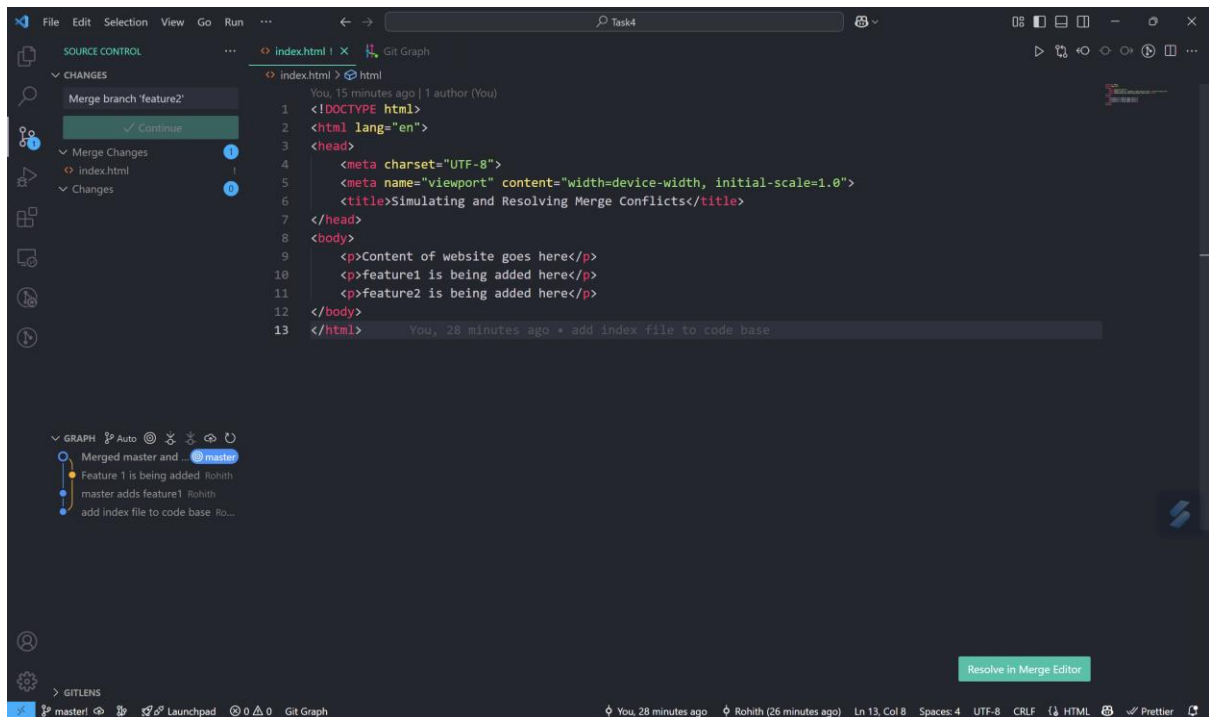 File Edit Selection View Go Run ··· Task4
SOURCE CONTROL ···
CHANGES
Merge branch 'feature2'
Continue
Merge Changes 1
index.html !
Changes 0
index.html ! Git Graph
index.html > html
You, 15 minutes ago | 1 author (You)
1 <!DOCTYPE html>
2 <html lang="en">
3 <head>
4 <meta charset="UTF-8">
5 <meta name="viewport" content="width=device-width, initial-scale=1.0">
6 <title>Simulating and Resolving Merge Conflicts</title>
7 </head>
8 <body>
9 <p>Content of website goes here</p>
10 <p>feature1 is being added here</p>
11 <p>feature2 is being added here</p>
12 </body>
13 </html> You, 28 minutes ago • add index file to code base
GRAPH Auto
Merged master and ... master
Feature 1 is being added Rohith
master adds feature1 Rohith
add index file to code base Ro...
Resolve in Merge Editor
GITLENS
master! Launchpad 0 0 Git Graph You, 28 minutes ago Rohith (26 minutes ago) Ln 13, Col 8 Spaces: 4 UTF-8 CRLF HTML Prettier